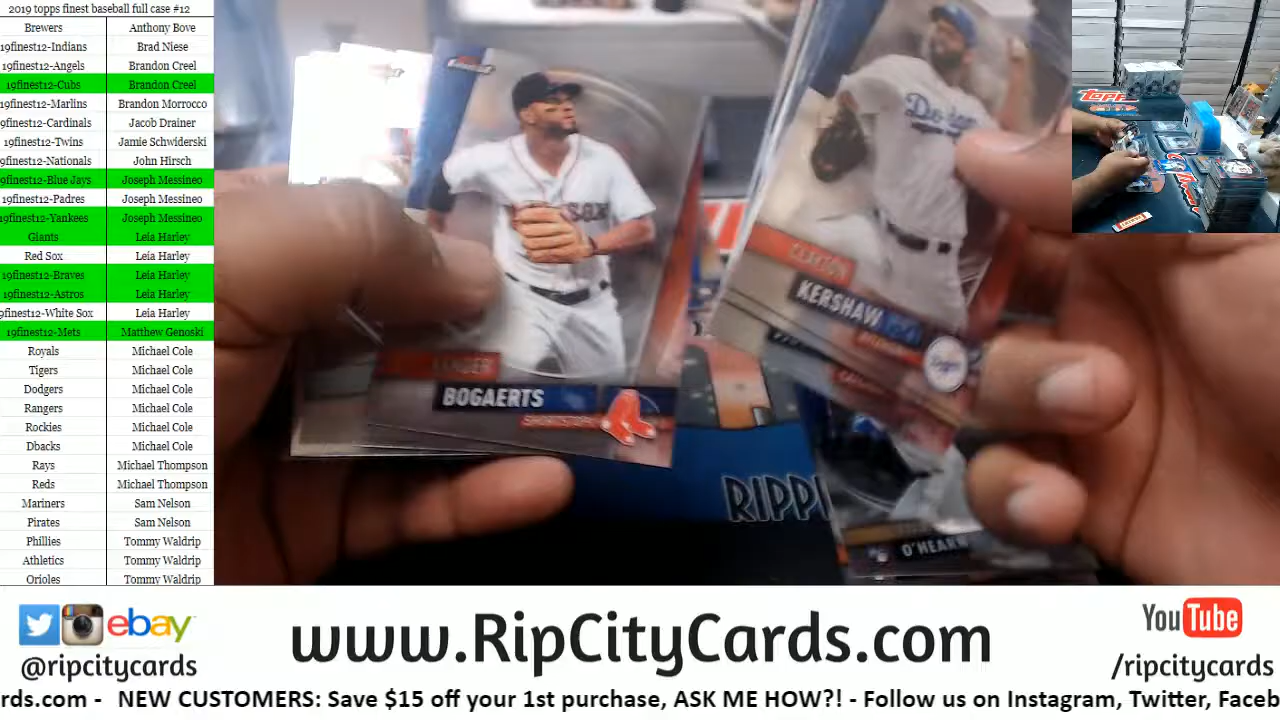 2019 topps finest baseball full case #12
Brewers Anthony Bove
19finest12-Indians Brad Niese
19finest12-Angels Brandon Creel
19finest12-Cubs Brandon Creel
19finest12-Marlins Brandon Morrocco
9finest12-Cardinals Jacob Drainer
19finest12-Twins Jamie Schwiderski
9finest12-Nationals John Hirsch
9finest12-Blue Jays Joseph Messineo
19finest12-Padres Joseph Messineo
9finest12-Yankees Joseph Messineo
Giants Leia Harley
Red Sox Leia Harley
19finest12-Braves Leia Harley
19finest12-Astros Leia Harley
9finest12-White Sox Leia Harley
19finest12-Mets Matthew Genoski
Royals Michael Cole
Tigers Michael Cole
Dodgers Michael Cole
Rangers Michael Cole
Rockies Michael Cole
Dbacks Michael Cole
Rays Michael Thompson
Reds Michael Thompson
Mariners Sam Nelson
Pirates Sam Nelson
Phillies Tommy Waldrip
Athletics Tommy Waldrip
Orioles Tommy Waldrip
Finest
XANDER
BOGAERTS
SHORTSTOP
Dodgers
CLAYTON
KERSHAW
O'HEARN
RIPPI
TOPPS
ebay
@ripcitycards
www.RipCityCards.com
YouTube
/ripcitycards
rds.com - NEW CUSTOMERS: Save $15 off your 1st purchase, ASK ME HOW?! - Follow us on Instagram, Twitter, Faceb